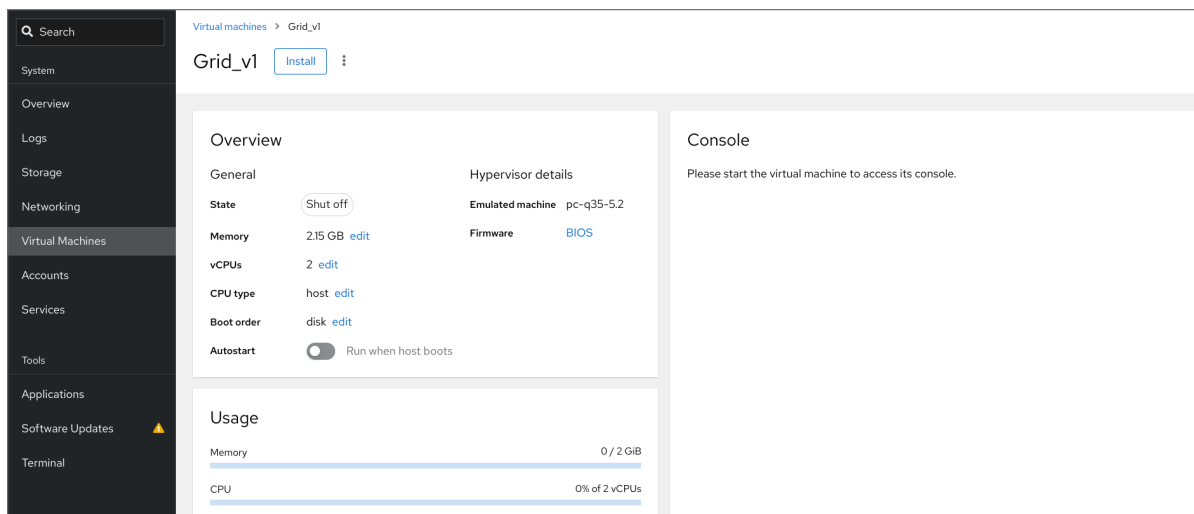 Search
System
Overview
Logs
Storage
Networking
Virtual Machines
Accounts
Services
Tools
Applications
Software Updates
Terminal
Virtual machines > Grid_v1
Grid_v1 Install
Overview
General
State Shut off
Memory 2.15 GB edit
vCPUs 2 edit
CPU type host edit
Boot order disk edit
Autostart Run when host boots
Hypervisor details
Emulated machine pc-q35-5.2
Firmware BIOS
Usage
Memory 0 / 2 GiB
CPU 0% of 2 vCPUs
Console
Please start the virtual machine to access its console.